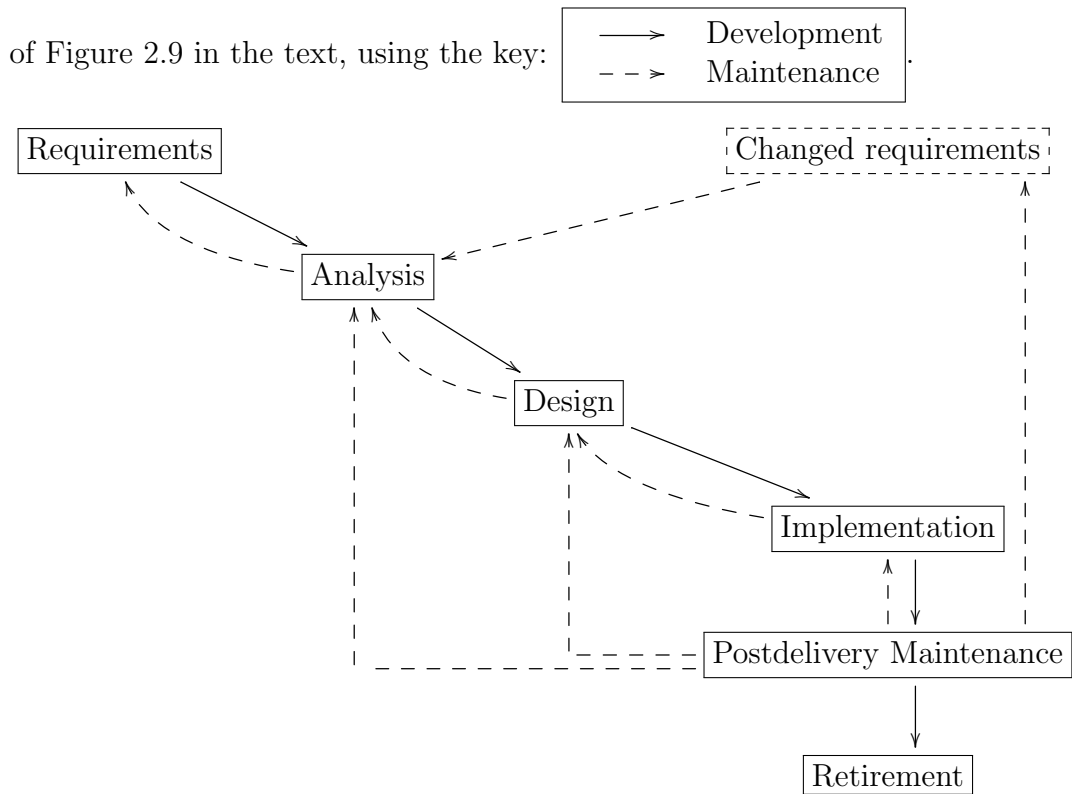 of Figure 2.9 in the text, using the key:
Development
Maintenance
.
Requirements
Changed requirements
Analysis
Design
Implementation
Postdelivery Maintenance
Retirement